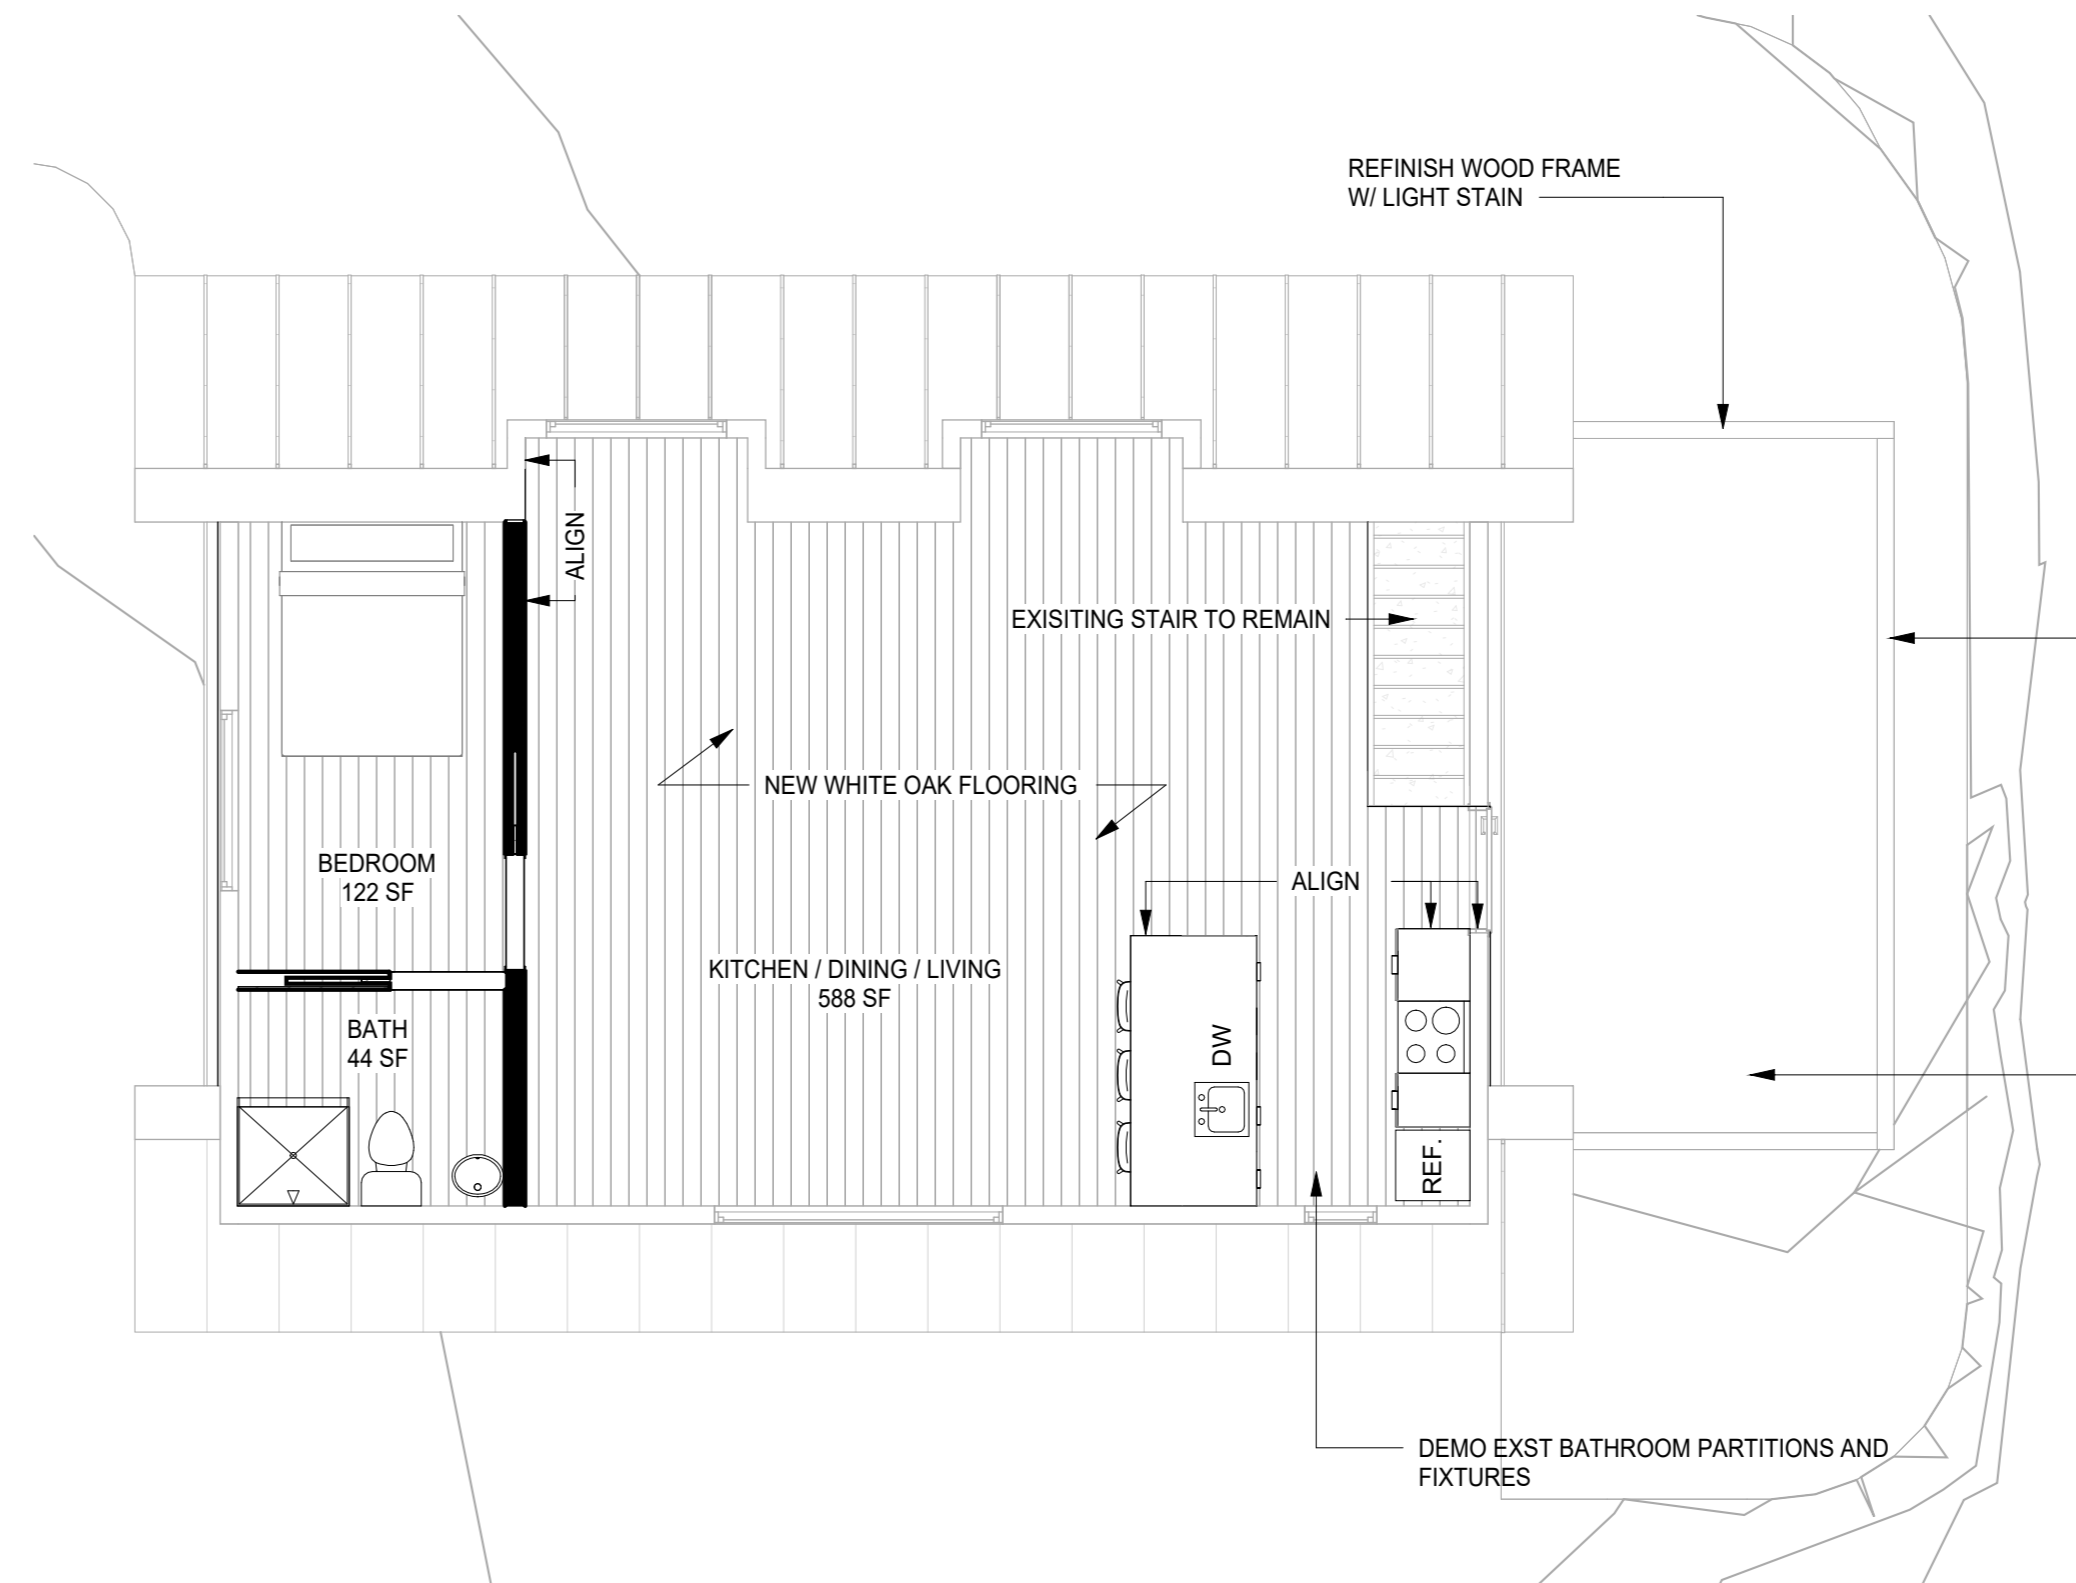 REFINISH WOOD FRAME
W/ LIGHT STAIN
ALIGN
EXISITING STAIR TO REMAIN
NEW WHITE OAK FLOORING
BEDROOM
122 SF
ALIGN
KITCHEN / DINING / LIVING
588 SF
BATH
44 SF
DW
REF.
DEMO EXST BATHROOM PARTITIONS AND
FIXTURES